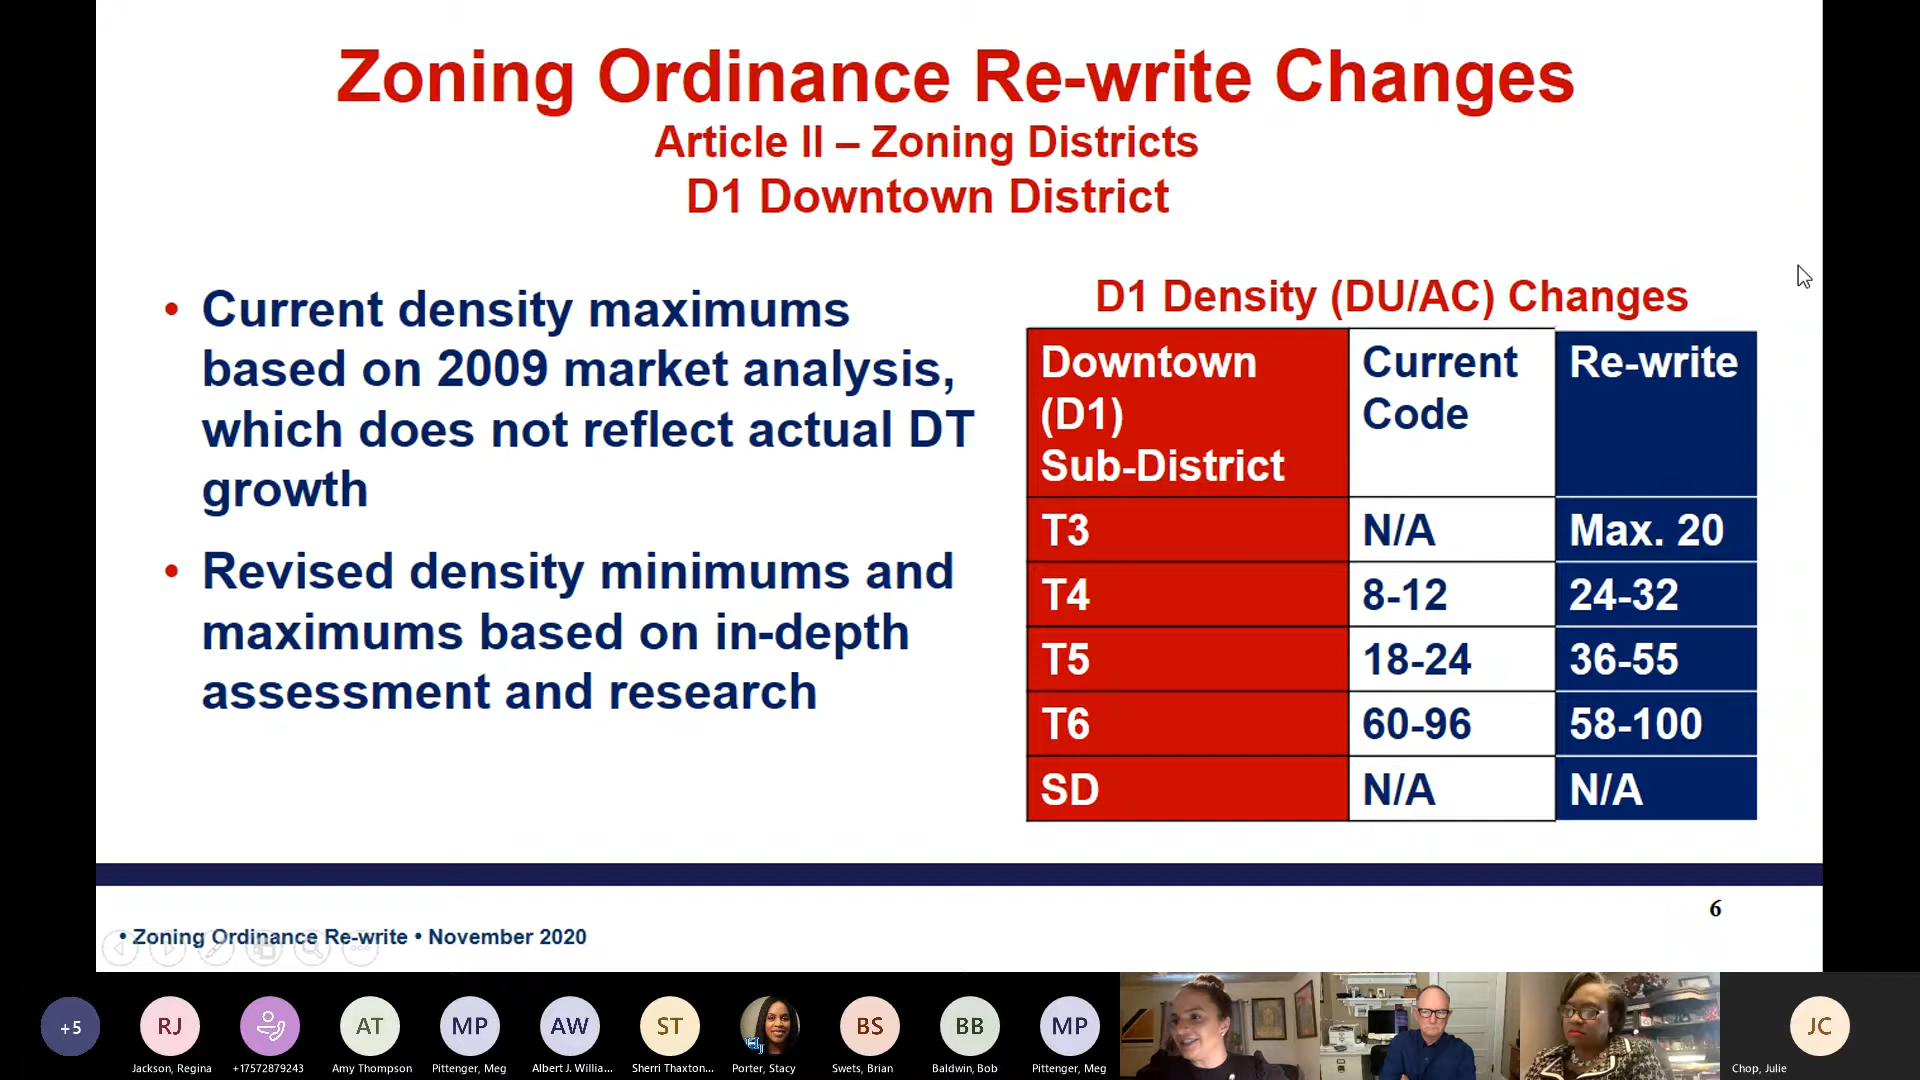 Zoning Ordinance Re-write Changes
Article II – Zoning Districts
D1 Downtown District
• Current density maximums
based on 2009 market analysis,
which does not reflect actual DT
growth
• Revised density minimums and
maximums based on in-depth
assessment and research
D1 Density (DU/AC) Changes
Downtown (D1) Sub-District | Current Code | Re-write
T3 | N/A | Max. 20
T4 | 8-12 | 24-32
T5 | 18-24 | 36-55
T6 | 60-96 | 58-100
SD | N/A | N/A
6
• Zoning Ordinance Re-write • November 2020
+5
RJ
AT
MP
AW
ST
BS
BB
MP
JC
Jackson, Regina
+17572879243
Amy Thompson
Pittenger, Meg
Albert J. Willia...
Sherri Thaxton...
Porter, Stacy
Swets, Brian
Baldwin, Bob
Pittenger, Meg
Chop, Julie